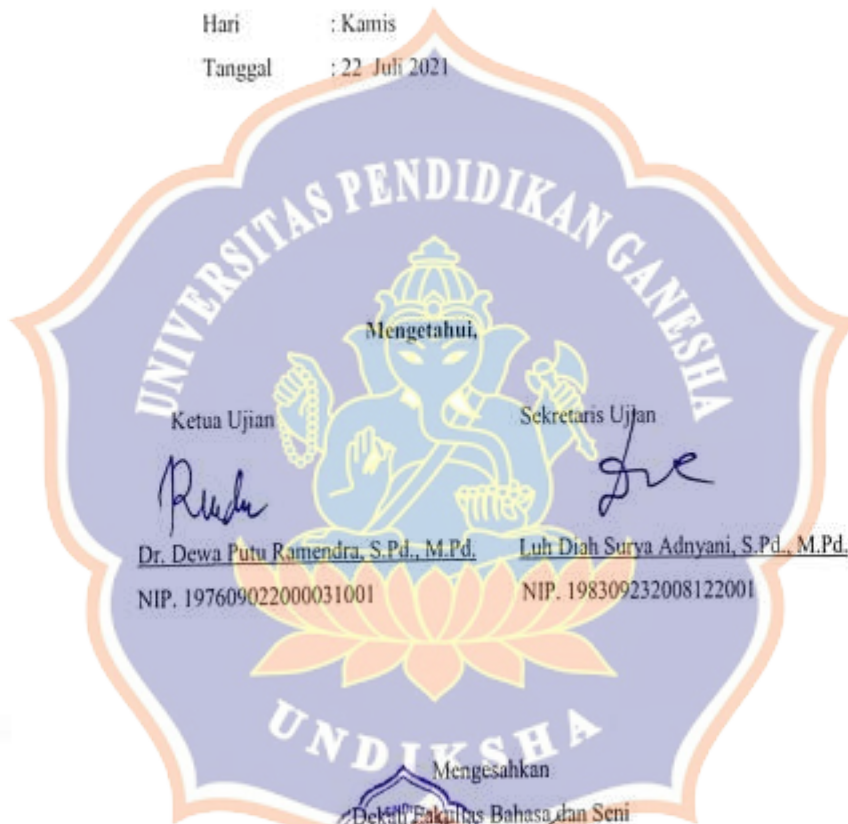 Hari : Kamis
Tanggal : 22 Juli 2021
UNIVERSITAS PENDIDIKAN GANESHA
Mengetahui,
Ketua Ujian Sekretaris Ujian
Dr. Dewa Putu Ramendra, S.Pd., M.Pd. Luh Diah Surya Adnyani, S.Pd., M.Pd.
NIP. 197609022000031001 NIP. 198309232008122001
UNDIKSHA
Mengesahkan
Dekan Fakultas Bahasa dan Seni